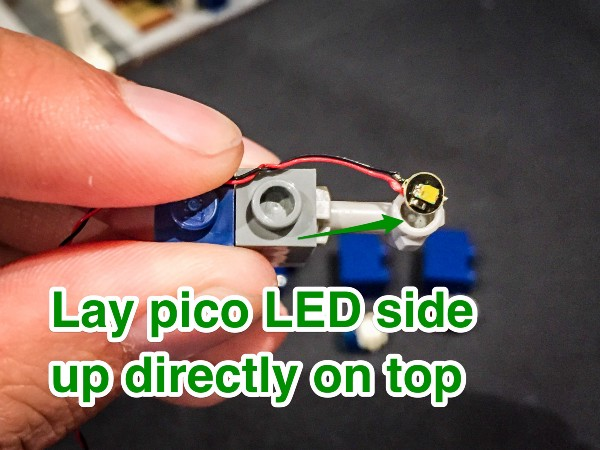 Lay pico LED side
up directly on top